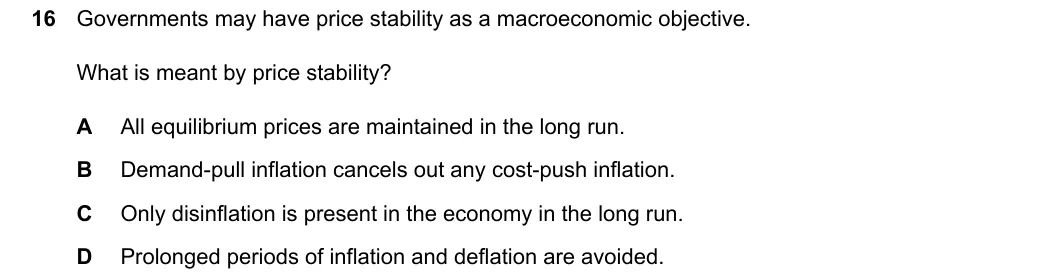 16 Governments may have price stability as a macroeconomic objective.
What is meant by price stability?
A All equilibrium prices are maintained in the long run.
B Demand-pull inflation cancels out any cost-push inflation.
C Only disinflation is present in the economy in the long run.
D Prolonged periods of inflation and deflation are avoided.